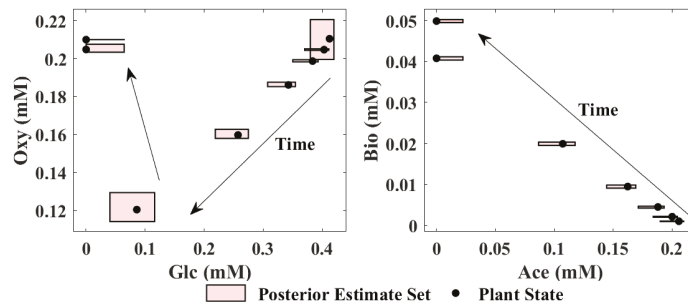 0.22
0.2
0.18
0.16
0.14
0.12
Oxy (mM)
Time
0
0.1
0.2
0.3
0.4
Glc (mM)
0.05
0.04
0.03
0.02
0.01
0
Bio (mM)
Time
0
0.05
0.1
0.15
0.2
Ace (mM)
Posterior Estimate Set
Plant State